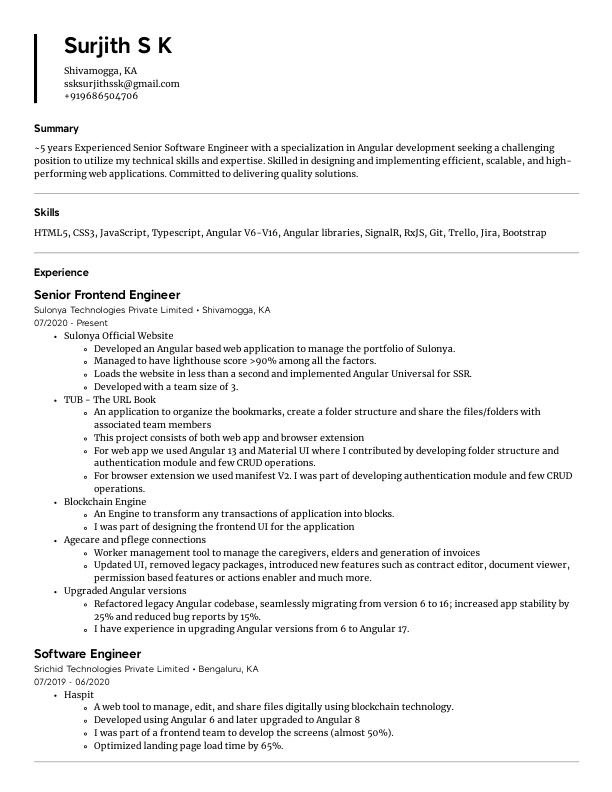 Surjith S K
Shivamogga, KA
ssksurjithssk@gmail.com
+919686504706
Summary
~5 years Experienced Senior Software Engineer with a specialization in Angular development seeking a challenging
position to utilize my technical skills and expertise. Skilled in designing and implementing efficient, scalable, and high-
performing web applications. Committed to delivering quality solutions.
Skills
HTML5, CSS3, JavaScript, Typescript, Angular V6-V16, Angular libraries, SignalR, RxJS, Git, Trello, Jira, Bootstrap
Experience
Senior Frontend Engineer
Sulonya Technologies Private Limited • Shivamogga, KA
07/2020 - Present
• Sulonya Official Website
∘ Developed an Angular based web application to manage the portfolio of Sulonya.
∘ Managed to have lighthouse score >90% among all the factors.
∘ Loads the website in less than a second and implemented Angular Universal for SSR.
∘ Developed with a team size of 3.
• TUB - The URL Book
∘ An application to organize the bookmarks, create a folder structure and share the files/folders with
associated team members
∘ This project consists of both web app and browser extension
∘ For web app we used Angular 13 and Material UI where I contributed by developing folder structure and
authentication module and few CRUD operations.
∘ For browser extension we used manifest V2. I was part of developing authentication module and few CRUD
operations.
• Blockchain Engine
∘ An Engine to transform any transactions of application into blocks.
∘ I was part of designing the frontend UI for the application
• Agecare and pflege connections
∘ Worker management tool to manage the caregivers, elders and generation of invoices
∘ Updated UI, removed legacy packages, introduced new features such as contract editor, document viewer,
permission based features or actions enabler and much more.
• Upgraded Angular versions
∘ Refactored legacy Angular codebase, seamlessly migrating from version 6 to 16; increased app stability by
25% and reduced bug reports by 15%.
∘ I have experience in upgrading Angular versions from 6 to Angular 17.
Software Engineer
Srichid Technologies Private Limited • Bengaluru, KA
07/2019 - 06/2020
• Haspit
∘ A web tool to manage, edit, and share files digitally using blockchain technology.
∘ Developed using Angular 6 and later upgraded to Angular 8
∘ I was part of a frontend team to develop the screens (almost 50%).
∘ Optimized landing page load time by 65%.